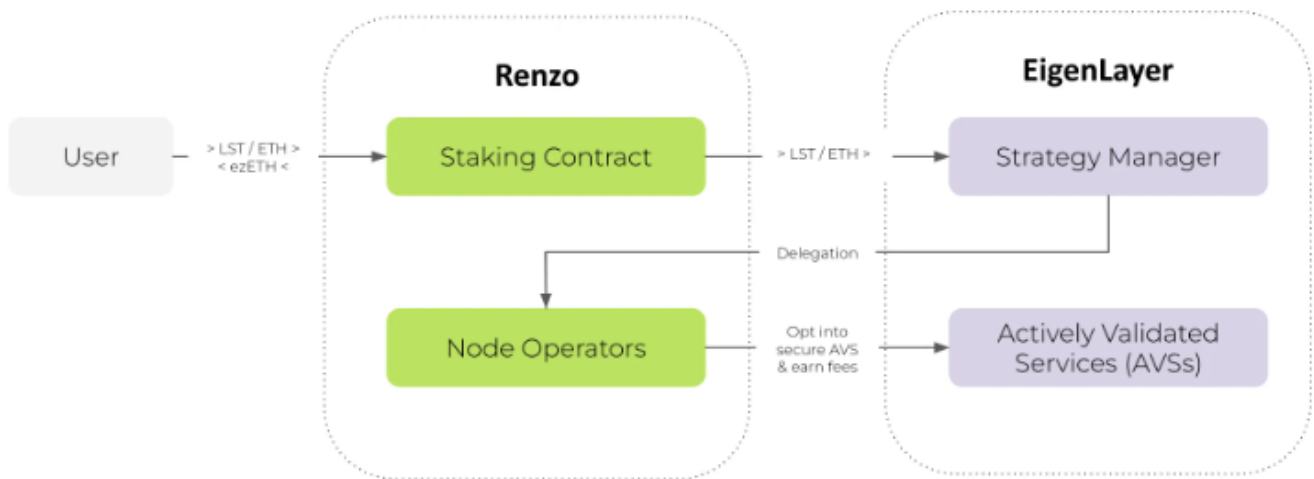 Renzo
EigenLayer
User
> LST / ETH >
< ezETH <
Staking Contract
> LST / ETH >
Strategy Manager
Delegation
Node Operators
Opt into
secure AVS
& earn fees
Actively Validated
Services (AVSs)